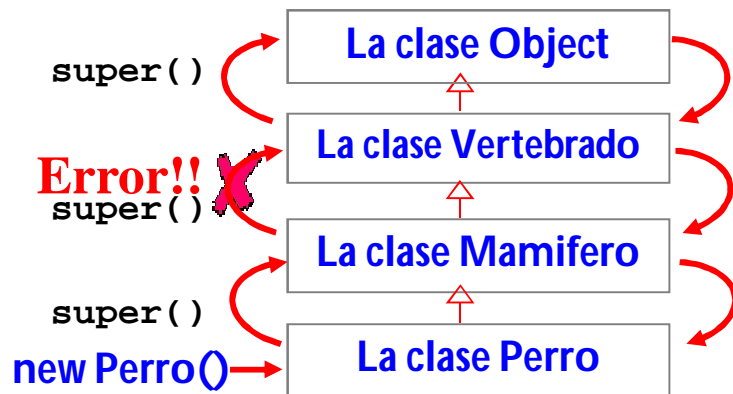 La clase Object
super()
La clase Vertebrado
Error!!
super()
La clase Mamifero
super()
La clase Perro
new Perro()